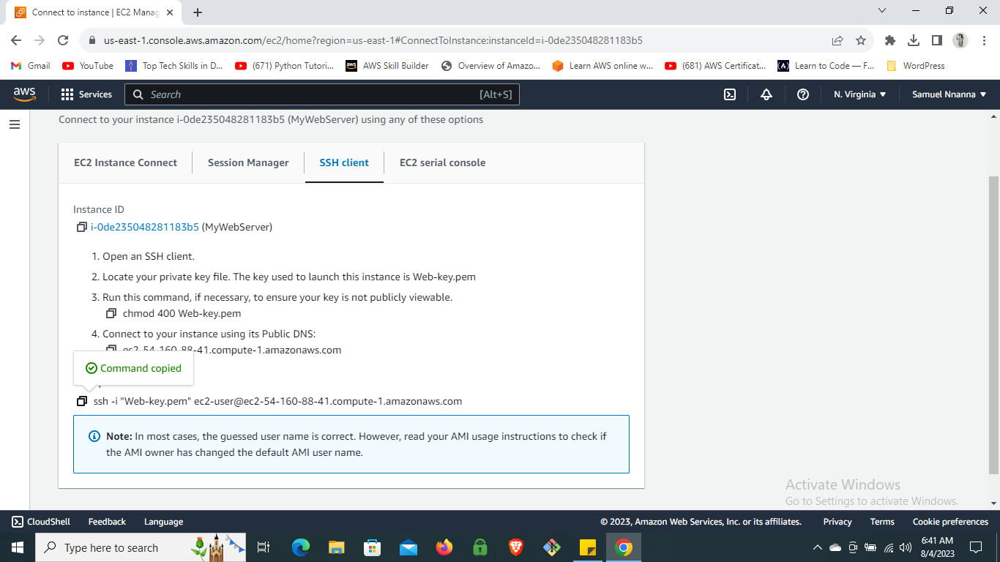 Connect to instance | EC2 Manag
us-east-1.console.aws.amazon.com/ec2/home?region=us-east-1#ConnectToInstance:instanceId=i-0de235048281183b5
Gmail YouTube Top Tech Skills in D... (671) Python Tutori... aws AWS Skill Builder Overview of Amazo... Learn AWS online w... (681) AWS Certificat... Learn to Code — F... WordPress
aws Services Search [Alt+S] N. Virginia Samuel Nnanna
Connect to your instance i-0de235048281183b5 (MyWebServer) using any of these options
EC2 Instance Connect Session Manager SSH client EC2 serial console
Instance ID
i-0de235048281183b5 (MyWebServer)
1. Open an SSH client.
2. Locate your private key file. The key used to launch this instance is Web-key.pem
3. Run this command, if necessary, to ensure your key is not publicly viewable.
chmod 400 Web-key.pem
4. Connect to your instance using its Public DNS:
ec2-54-160-88-41.compute-1.amazonaws.com
Command copied
ssh -i "Web-key.pem" ec2-user@ec2-54-160-88-41.compute-1.amazonaws.com
Note: In most cases, the guessed user name is correct. However, read your AMI usage instructions to check if
the AMI owner has changed the default AMI user name.
Activate Windows
Go to Settings to activate Windows.
CloudShell Feedback Language © 2023, Amazon Web Services, Inc. or its affiliates. Privacy Terms Cookie preferences
Type here to search
6:41 AM
8/4/2023